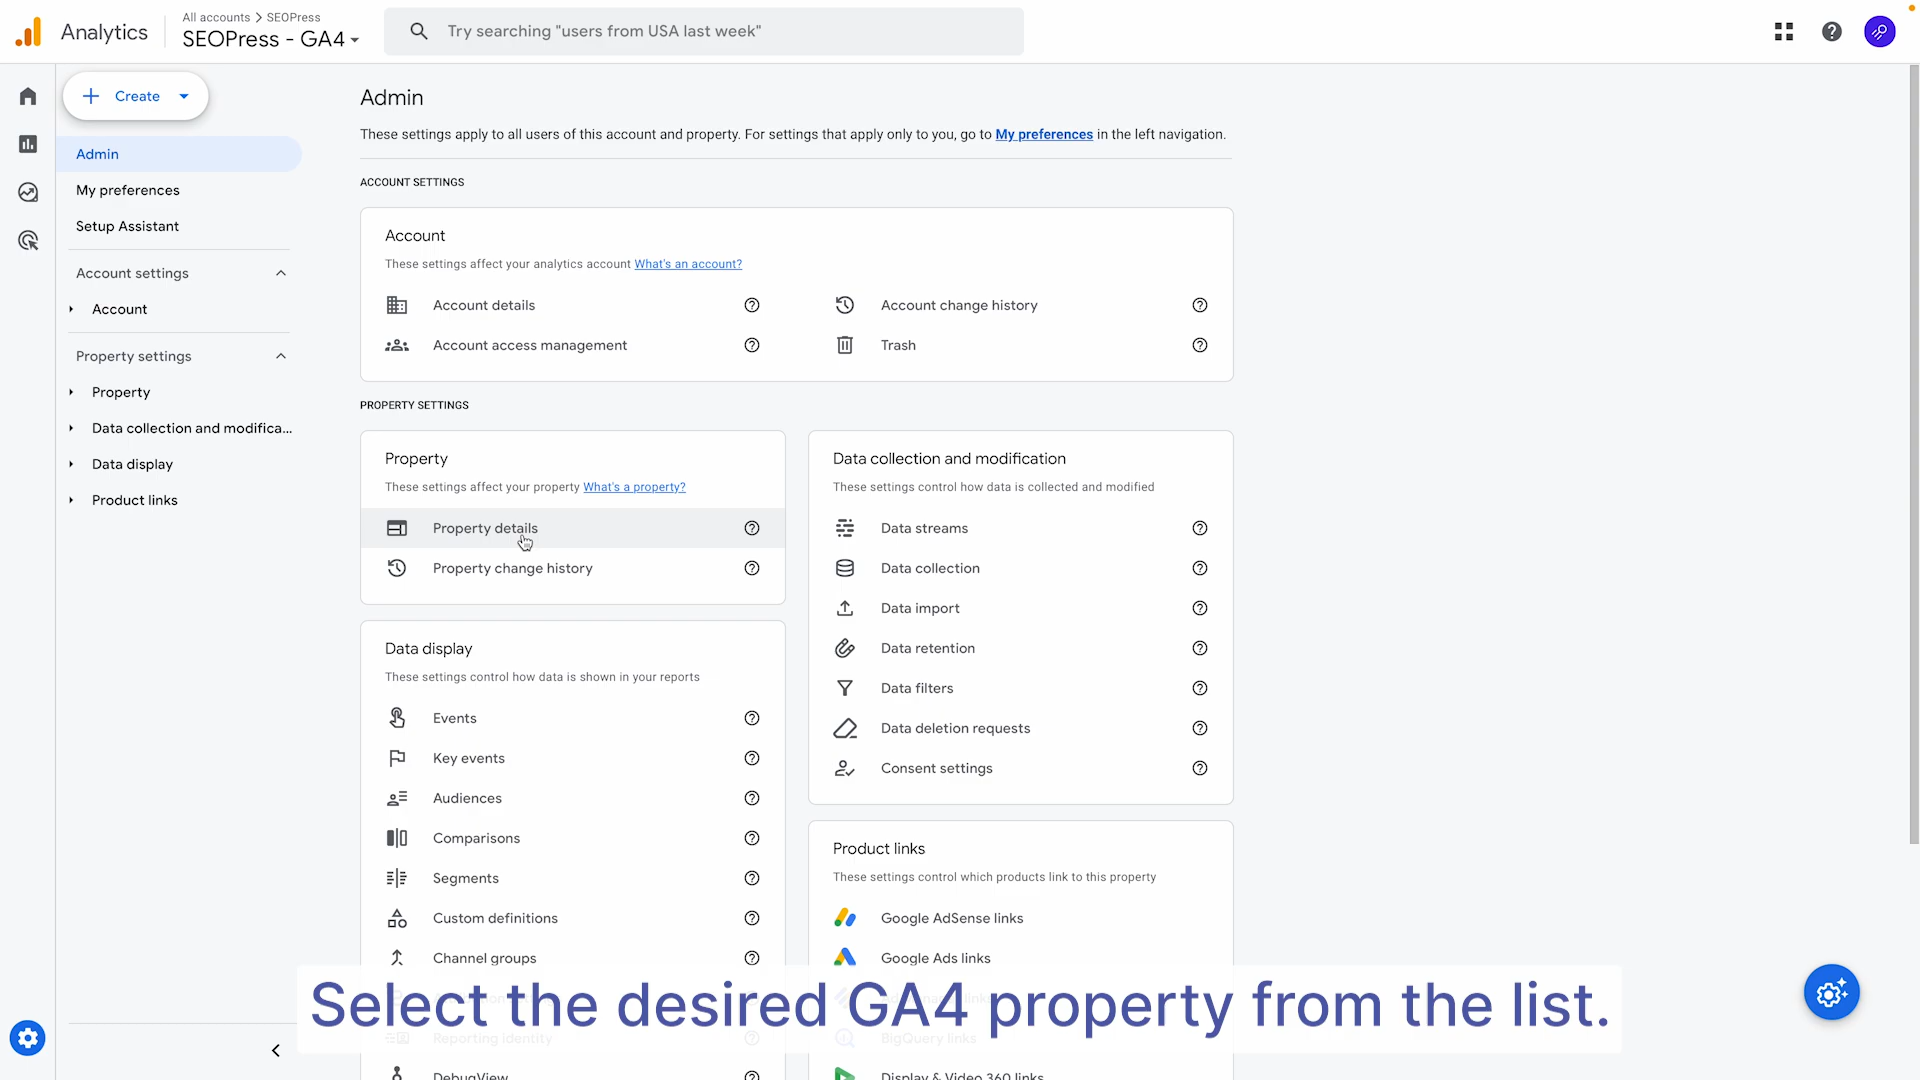 All accounts > SEOPress
Analytics
SEOPress - GA4
Try searching "users from USA last week"
Create
Admin
My preferences
Setup Assistant
Account settings
Account
Property settings
Property
Data collection and modifica...
Data display
Product links
Admin
These settings apply to all users of this account and property. For settings that apply only to you, go to My preferences in the left navigation.
ACCOUNT SETTINGS
Account
These settings affect your analytics account What's an account?
Account details
Account change history
Account access management
Trash
PROPERTY SETTINGS
Property
These settings affect your property What's a property?
Property details
Property change history
Data collection and modification
These settings control how data is collected and modified
Data streams
Data collection
Data import
Data retention
Data filters
Data deletion requests
Consent settings
Data display
These settings control how data is shown in your reports
Events
Key events
Audiences
Comparisons
Segments
Custom definitions
Channel groups
Reporting identity
DebugView
Product links
These settings control which products link to this property
Google AdSense links
Google Ads links
BigQuery links
Display & Video 360 links
Select the desired GA4 property from the list.